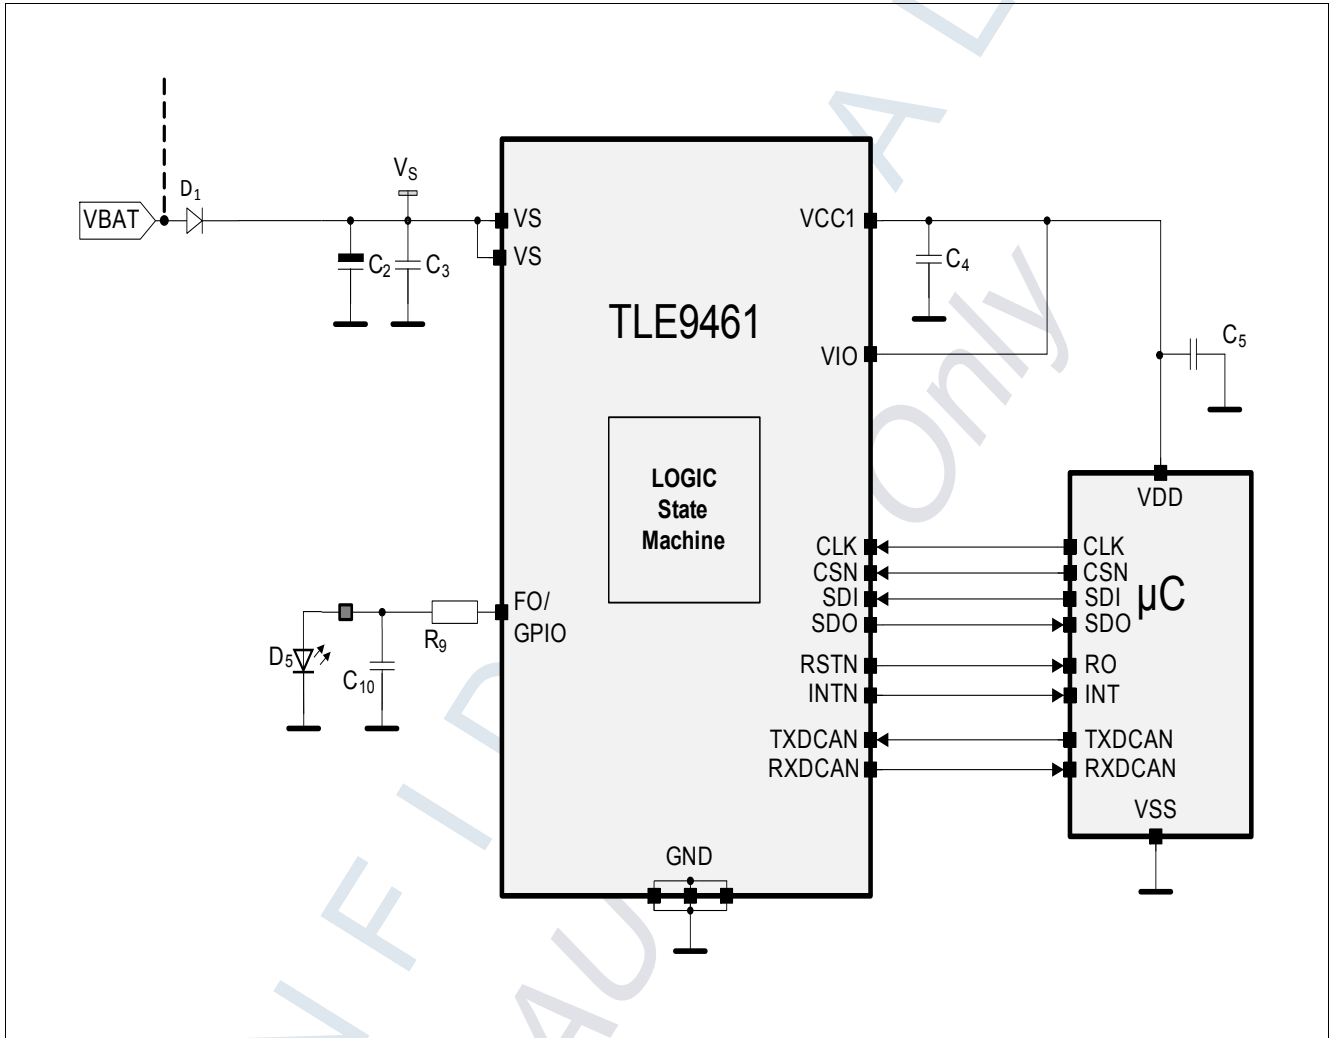 VBAT
D1
VS
C2
C3
VS
VS
TLE9461
LOGIC
State
Machine
VCC1
C4
VIO
C5
VDD
µC
CLK
CSN
SDI
SDO
RSTN
INTN
TXDCAN
RXDCAN
CLK
CSN
SDI
SDO
RO
INT
TXDCAN
RXDCAN
VSS
FO/
GPIO
R9
D5
C10
GND
Only